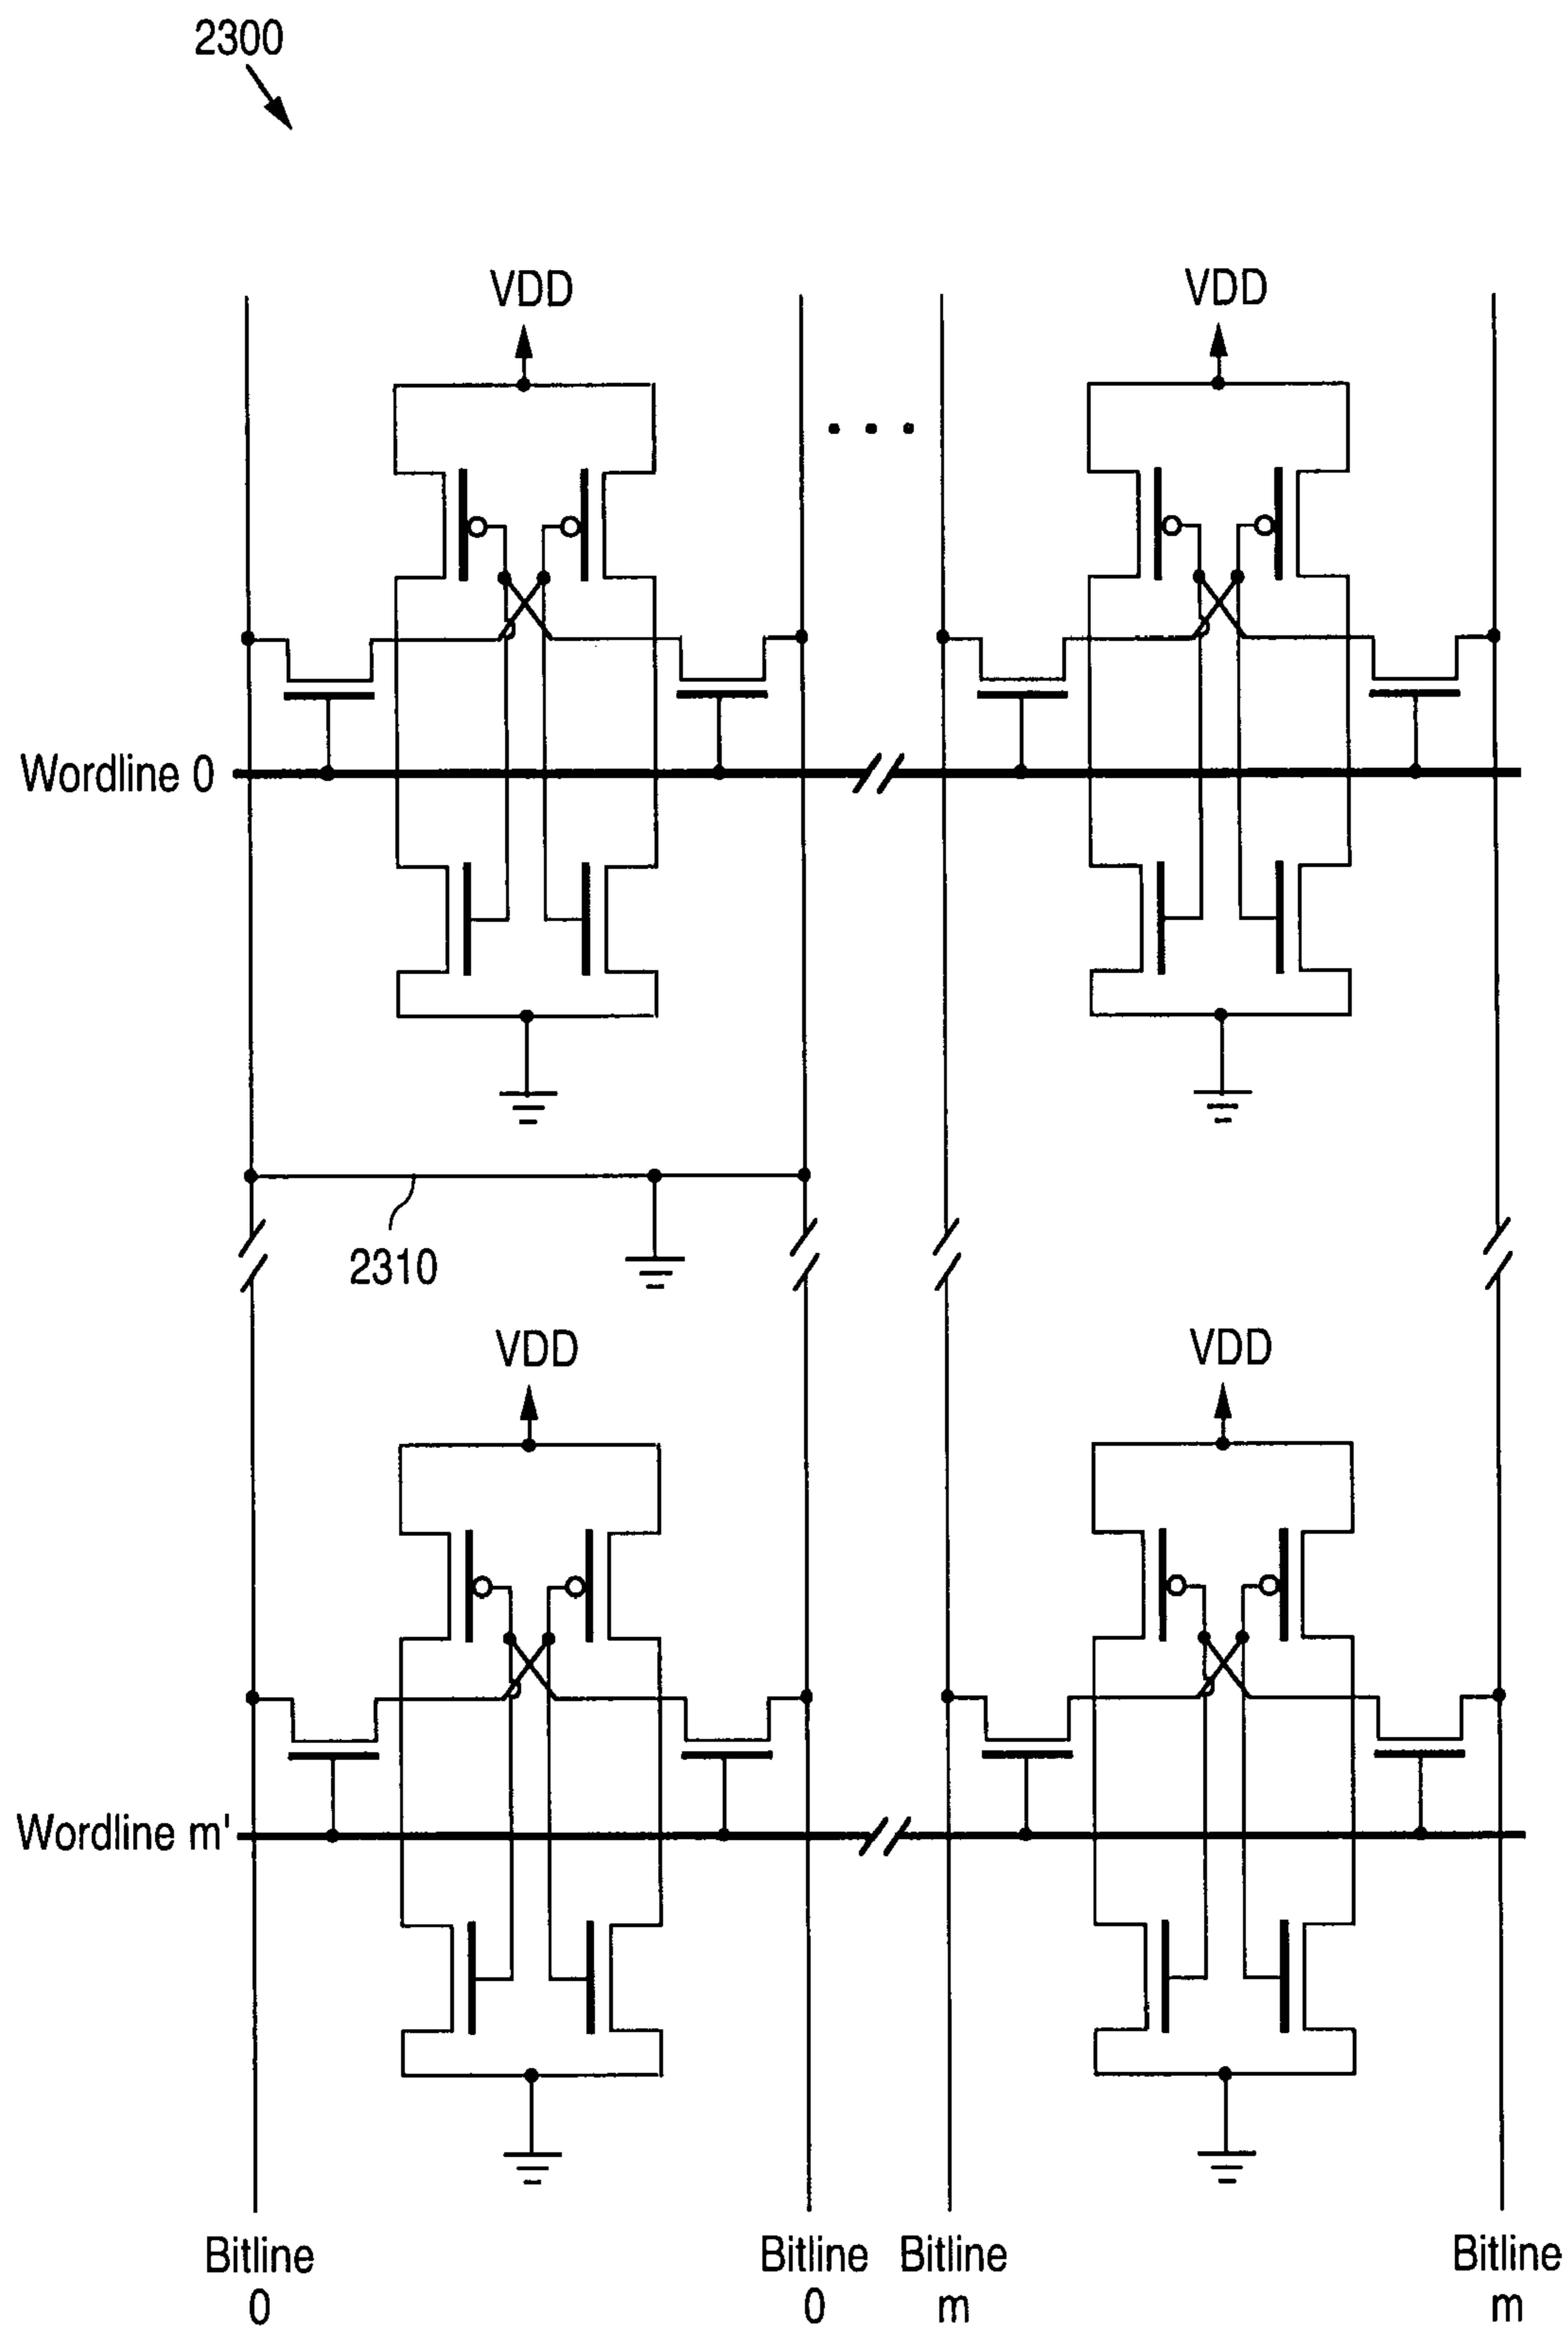 2300
VDD
VDD
Wordline 0
2310
VDD
VDD
Wordline m'
Bitline
0
Bitline
0
Bitline
m
Bitline
m